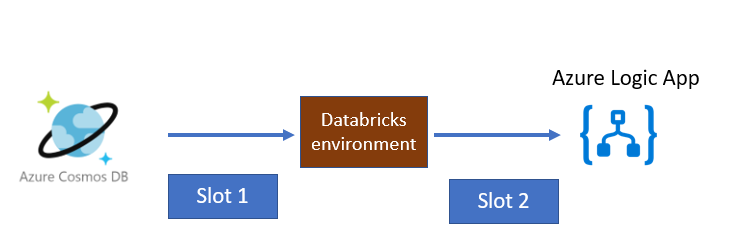 Azure Logic App
Databricks
environment
Azure Cosmos DB
Slot 1
Slot 2